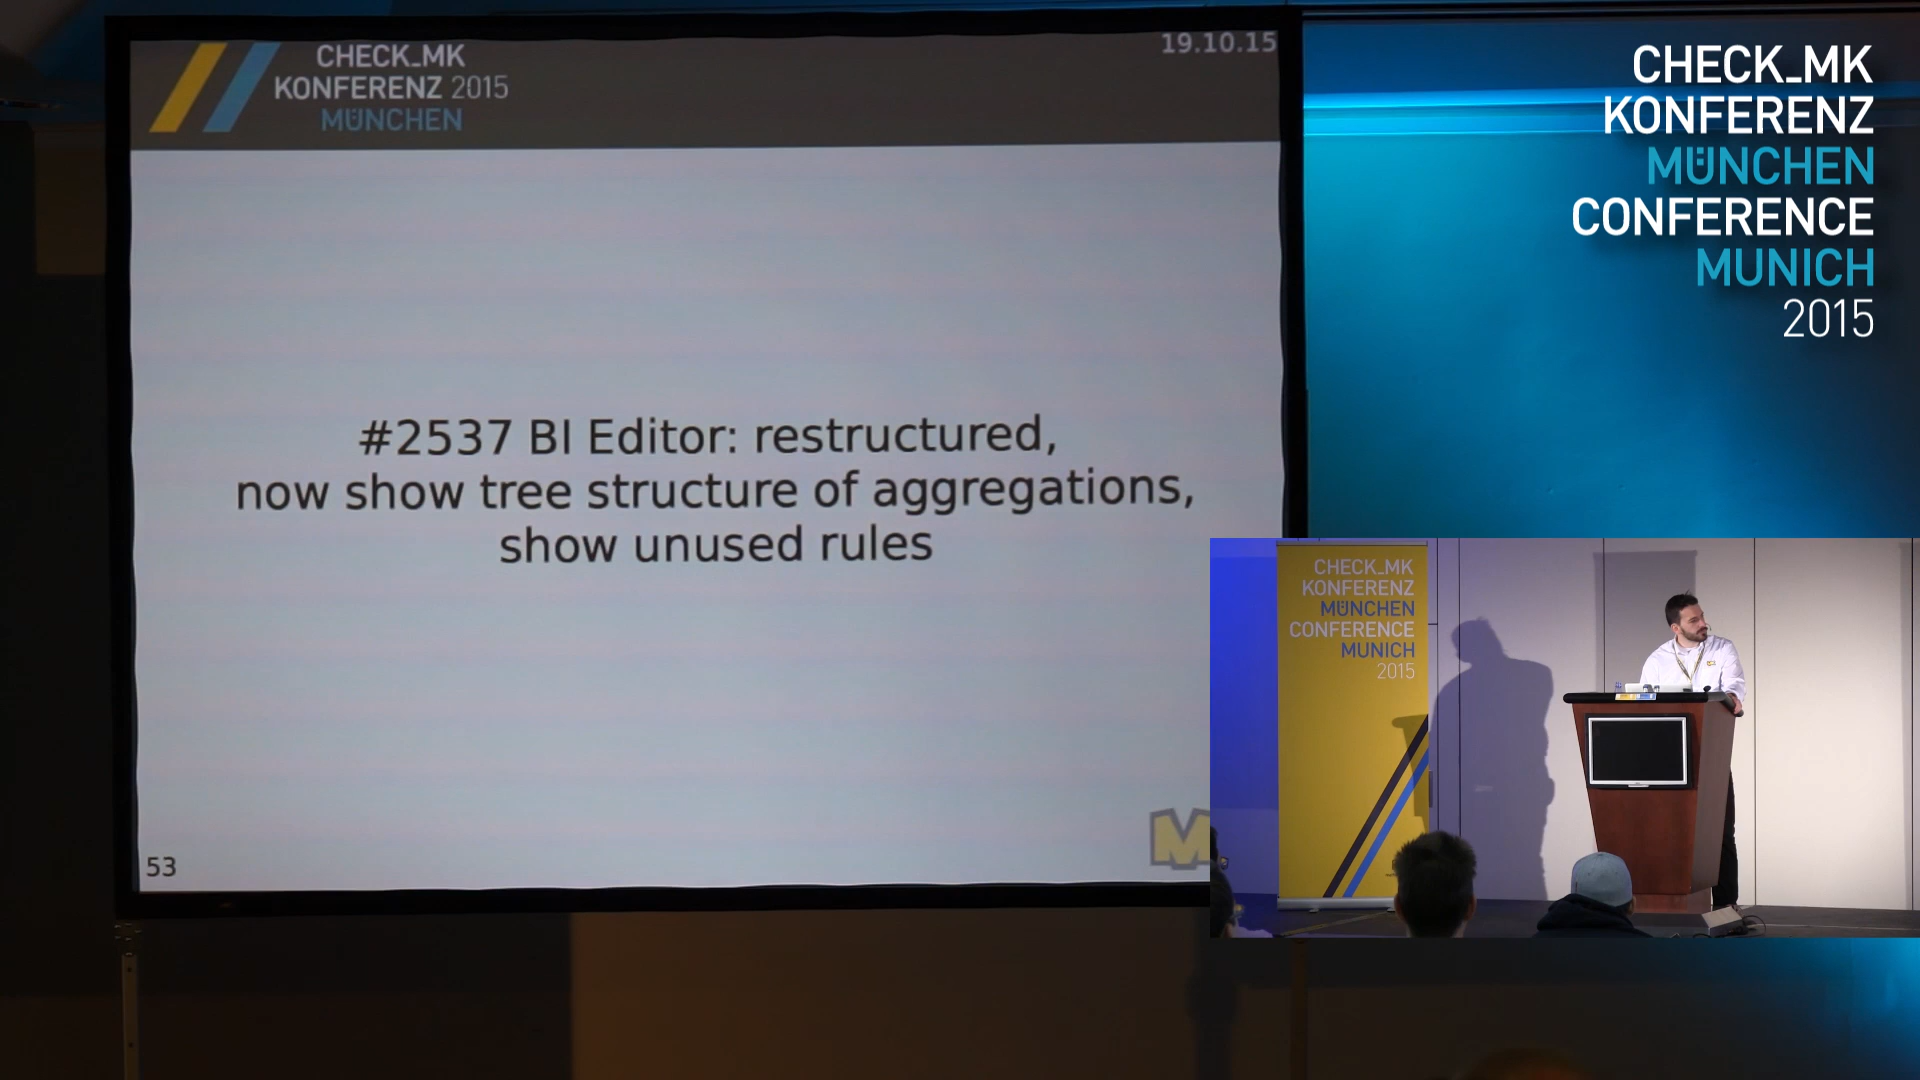 CHECK_MK
KONFERENZ 2015
MÜNCHEN
19.10.15
#2537 BI Editor: restructured,
now show tree structure of aggregations,
show unused rules
53
M
CHECK_MK
KONFERENZ
MÜNCHEN
CONFERENCE
MUNICH
2015
CHECK_MK
KONFERENZ
MÜNCHEN
CONFERENCE
MUNICH
2015